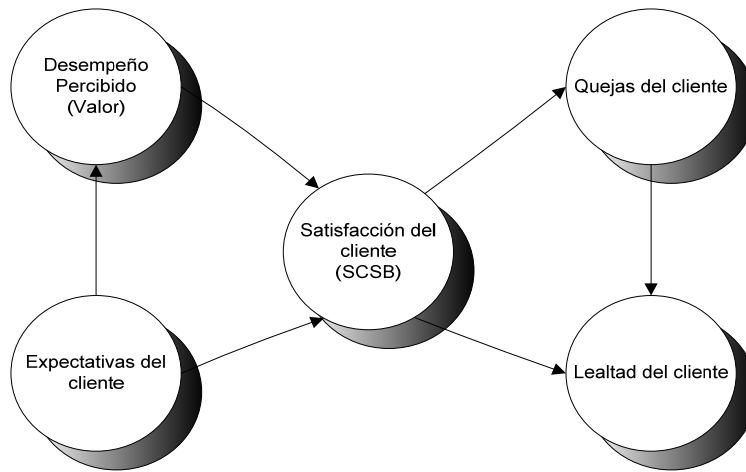 Desempeño
Percibido
(Valor)
Quejas del cliente
Satisfacción del
cliente
(SCSB)
Expectativas del
cliente
Lealtad del cliente